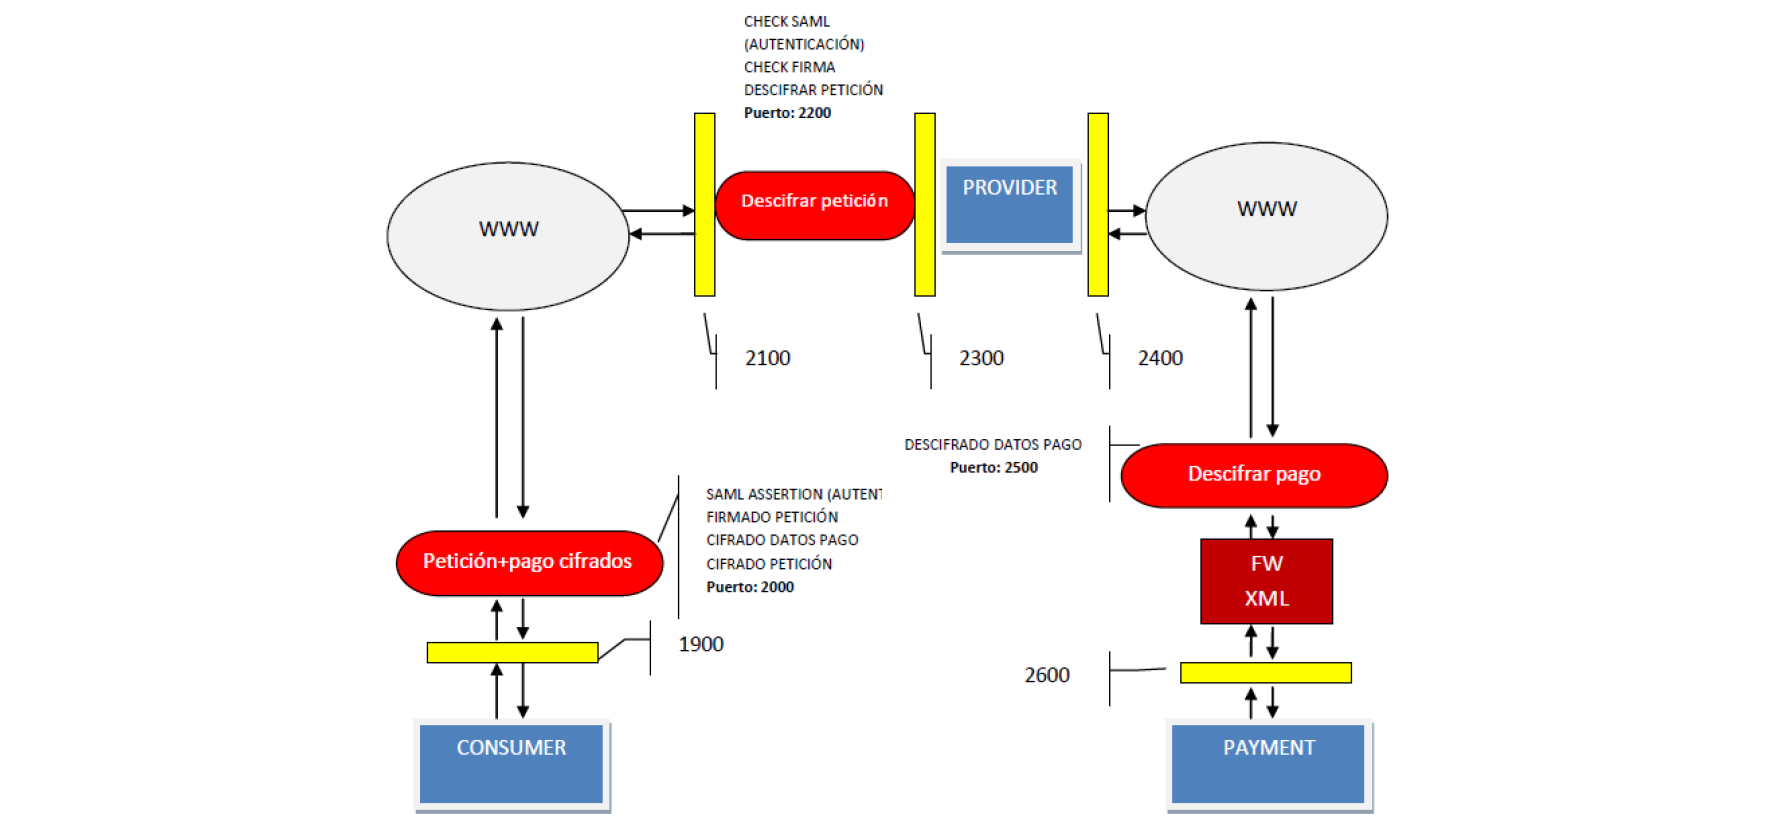 CHECK SAML
(AUTENTICACIÓN)
CHECK FIRMA
DESCIFRAR PETICIÓN
Puerto: 2200
WWW
Descifrar petición
PROVIDER
WWW
2100
2300
2400
DESCIFRADO DATOS PAGO
Puerto: 2500
Descifrar pago
SAML ASSERTION (AUTENT
FIRMADO PETICIÓN
CIFRADO DATOS PAGO
CIFRADO PETICIÓN
Puerto: 2000
Petición+pago cifrados
FW
XML
1900
2600
CONSUMER
PAYMENT